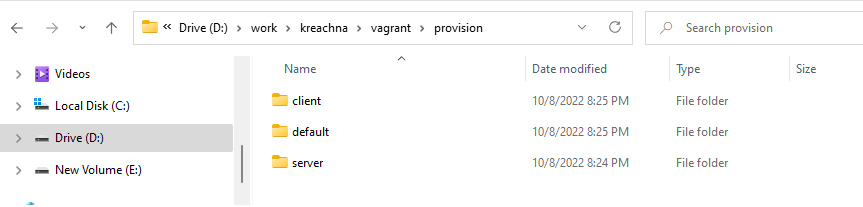 « Drive (D:) › work › kreachna › vagrant › provision
Search provision
Videos
Local Disk (C:)
Drive (D:)
New Volume (E:)
Name Date modified Type Size
client 10/8/2022 8:25 PM File folder
default 10/8/2022 8:25 PM File folder
server 10/8/2022 8:24 PM File folder